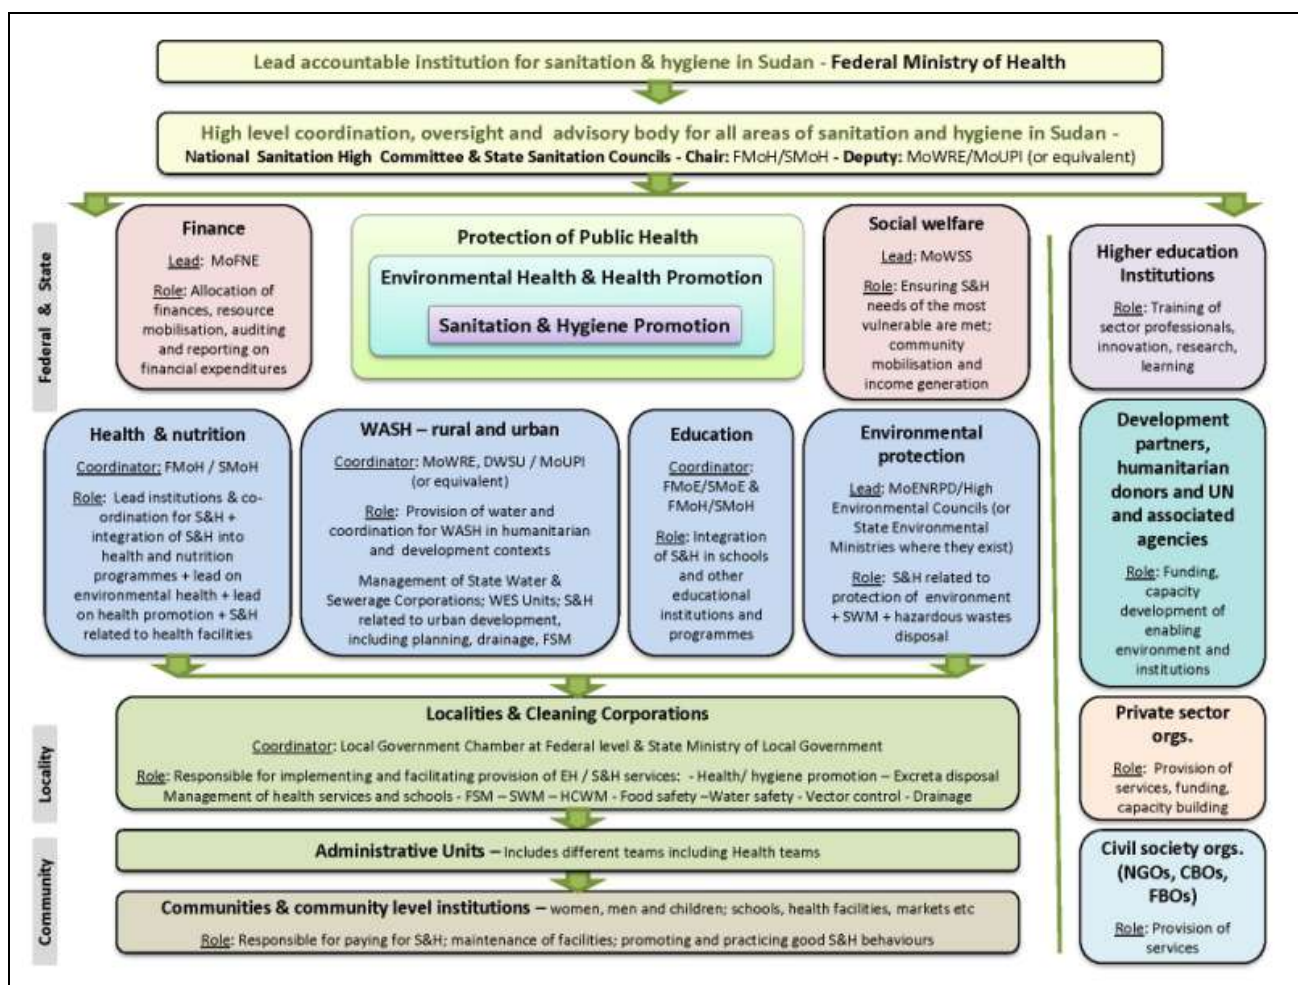 Lead accountable institution for sanitation & hygiene in Sudan - Federal Ministry of Health
High level coordination, oversight and advisory body for all areas of sanitation and hygiene in Sudan -
National Sanitation High Committee & State Sanitation Councils - Chair: FMoH/SMoH - Deputy: MoWRE/MoUPI (or equivalent)
Federal & State
Finance
Lead: MoFNE
Role: Allocation of
finances, resource
mobilisation, auditing
and reporting on
financial expenditures
Protection of Public Health
Environmental Health & Health Promotion
Sanitation & Hygiene Promotion
Social welfare
Lead: MoWSS
Role: Ensuring S&H
needs of the most
vulnerable are met;
community
mobilisation and
income generation
Higher education
Institutions
Role: Training of
sector professionals,
innovation, research,
learning
Health & nutrition
Coordinator: FMoH / SMoH
Role: Lead institutions & co-
ordination for S&H +
integration of S&H into
health and nutrition
programmes + lead on
environmental health + lead
on health promotion + S&H
related to health facilities
WASH – rural and urban
Coordinator: MoWRE, DWSU / MoUPI
(or equivalent)
Role: Provision of water and
coordination for WASH in humanitarian
and development contexts
Management of State Water &
Sewerage Corporations; WES Units; S&H
related to urban development,
including planning, drainage, FSM
Education
Coordinator:
FMoE/SMoE &
FMoH/SMoH
Role: Integration
of S&H in schools
and other
educational
institutions and
programmes
Environmental
protection
Lead: MoENRPD/High
Environmental Councils (or
State Environmental
Ministries where they exist)
Role: S&H related to
protection of environment
+ SWM + hazardous wastes
disposal
Development
partners,
humanitarian
donors and UN
and associated
agencies
Role: Funding,
capacity
development of
enabling
environment and
institutions
Locality
Localities & Cleaning Corporations
Coordinator: Local Government Chamber at Federal level & State Ministry of Local Government
Role: Responsible for implementing and facilitating provision of EH / S&H services: - Health/ hygiene promotion – Excreta disposal
Management of health services and schools - FSM – SWM – HCWM - Food safety –Water safety - Vector control - Drainage
Private sector
orgs.
Role: Provision of
services, funding,
capacity building
Community
Administrative Units – Includes different teams including Health teams
Communities & community level institutions – women, men and children; schools, health facilities, markets etc
Role: Responsible for paying for S&H; maintenance of facilities; promoting and practicing good S&H behaviours
Civil society orgs.
(NGOs, CBOs,
FBOs)
Role: Provision of
services